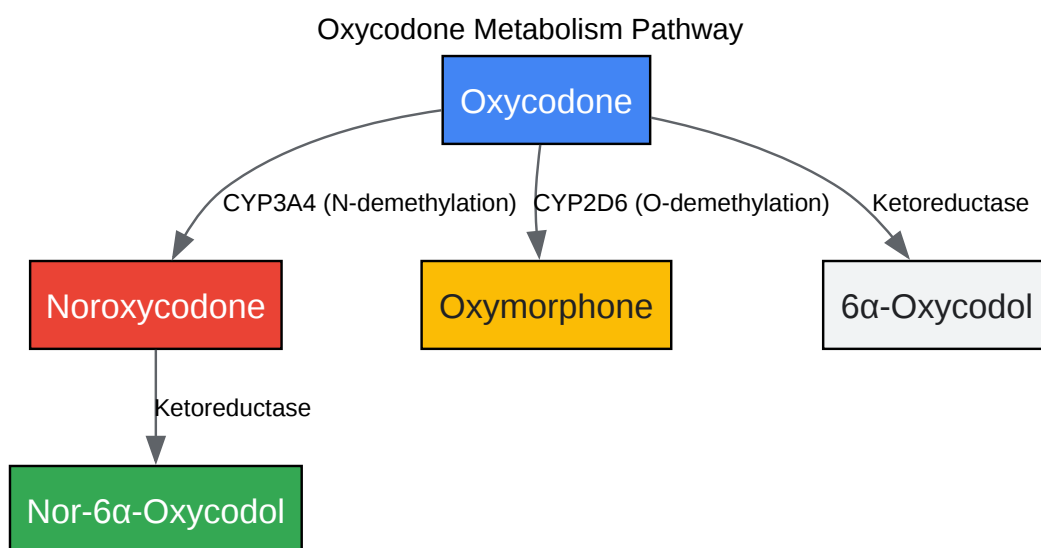 Oxycodone Metabolism Pathway
Oxycodone
CYP3A4 (N-demethylation)
CYP2D6 (O-demethylation)
Ketoreductase
Noroxycodone
Oxymorphone
6α-Oxycodol
Ketoreductase
Nor-6α-Oxycodol